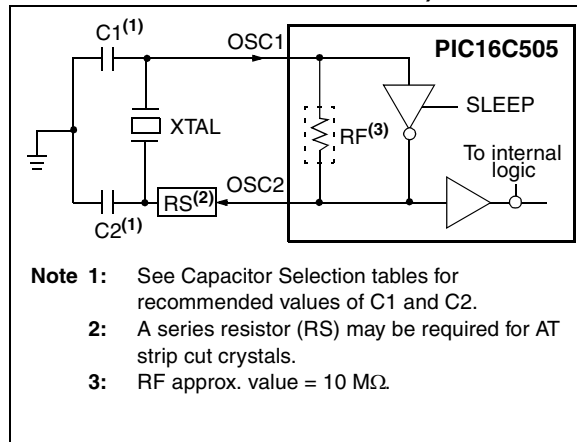 C1(1)
OSC1
PIC16C505
SLEEP
XTAL
RF(3)
To internal
logic
OSC2
RS(2)
C2(1)
Note 1: See Capacitor Selection tables for
recommended values of C1 and C2.
2: A series resistor (RS) may be required for AT
strip cut crystals.
3: RF approx. value = 10 MΩ.